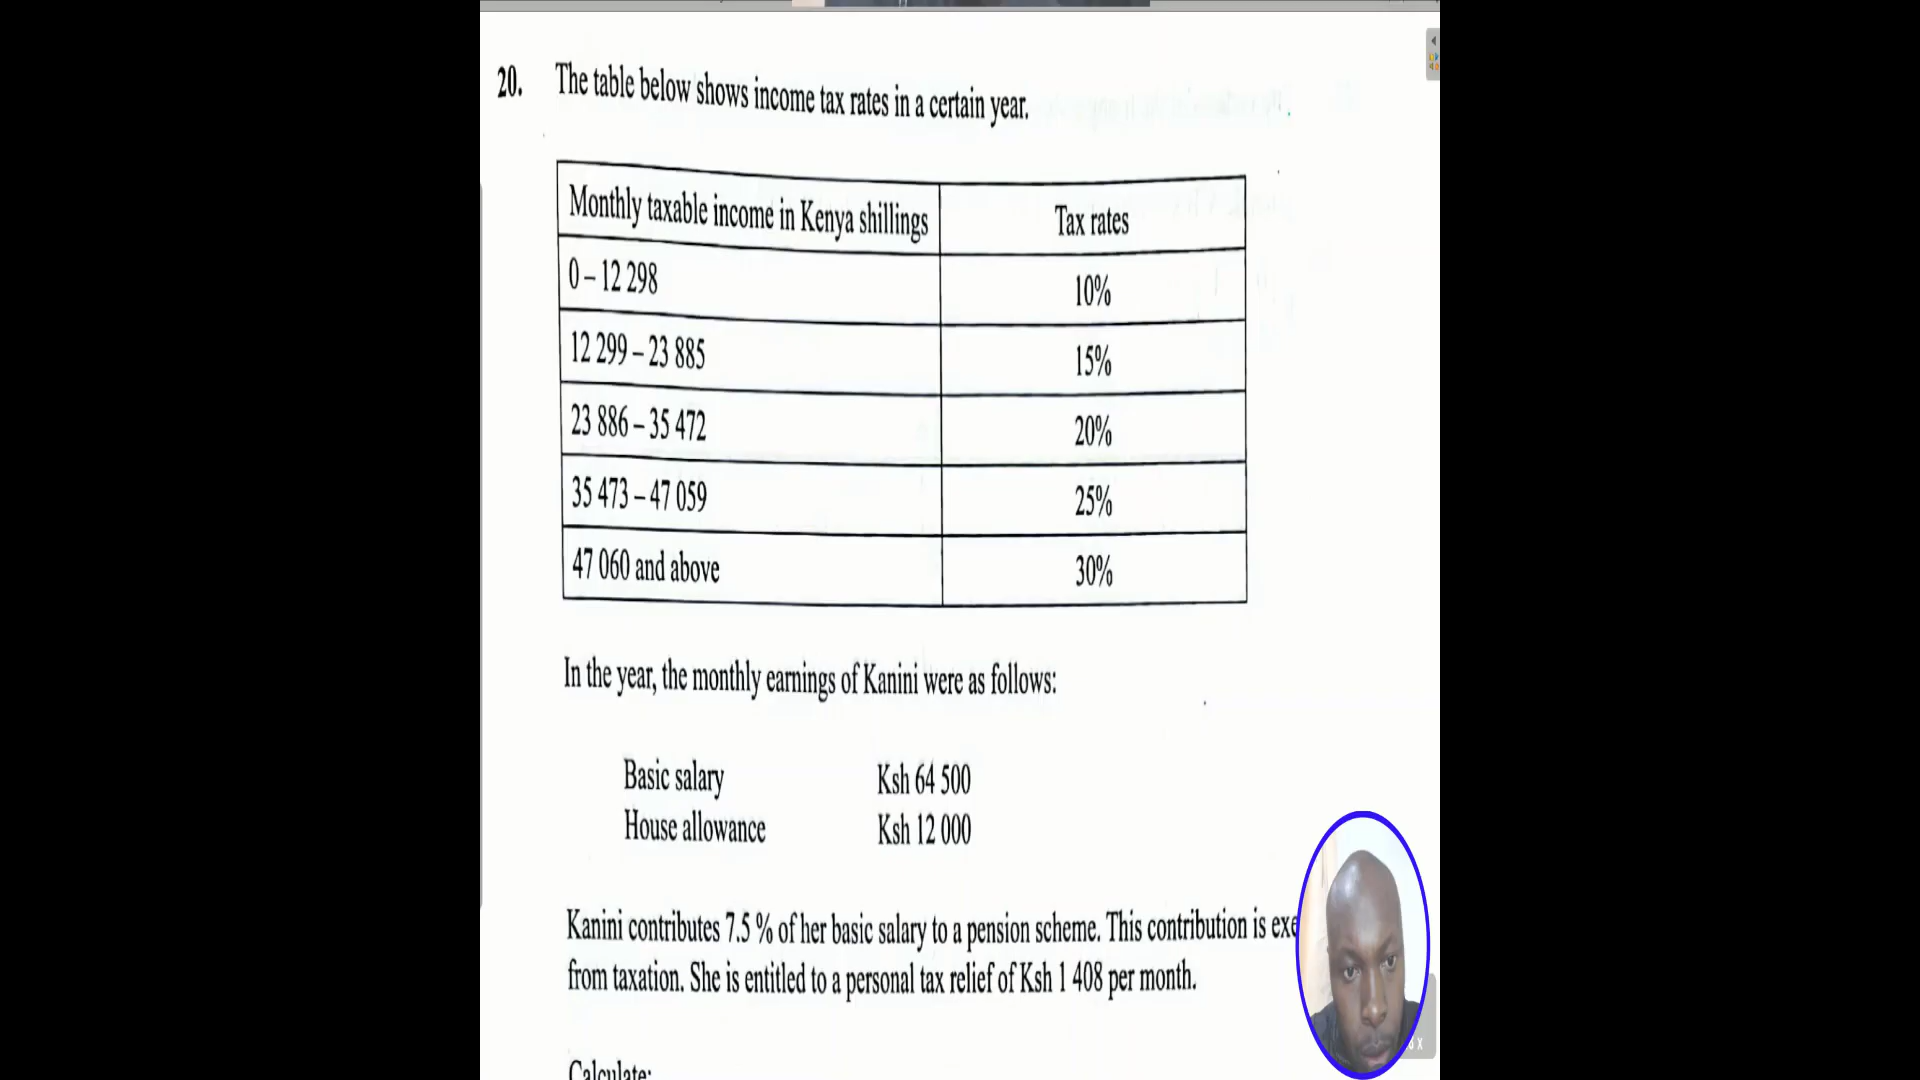 20. The table below shows income tax rates in a certain year.
Monthly taxable income in Kenya shillings Tax rates
0 – 12 298 10%
12 299 – 23 885 15%
23 886 – 35 472 20%
35 473 – 47 059 25%
47 060 and above 30%
In the year, the monthly earnings of Kanini were as follows:
Basic salary Ksh 64 500
House allowance Ksh 12 000
Kanini contributes 7.5 % of her basic salary to a pension scheme. This contribution is
from taxation. She is entitled to a personal tax relief of Ksh 1 408 per month.
Calculate: